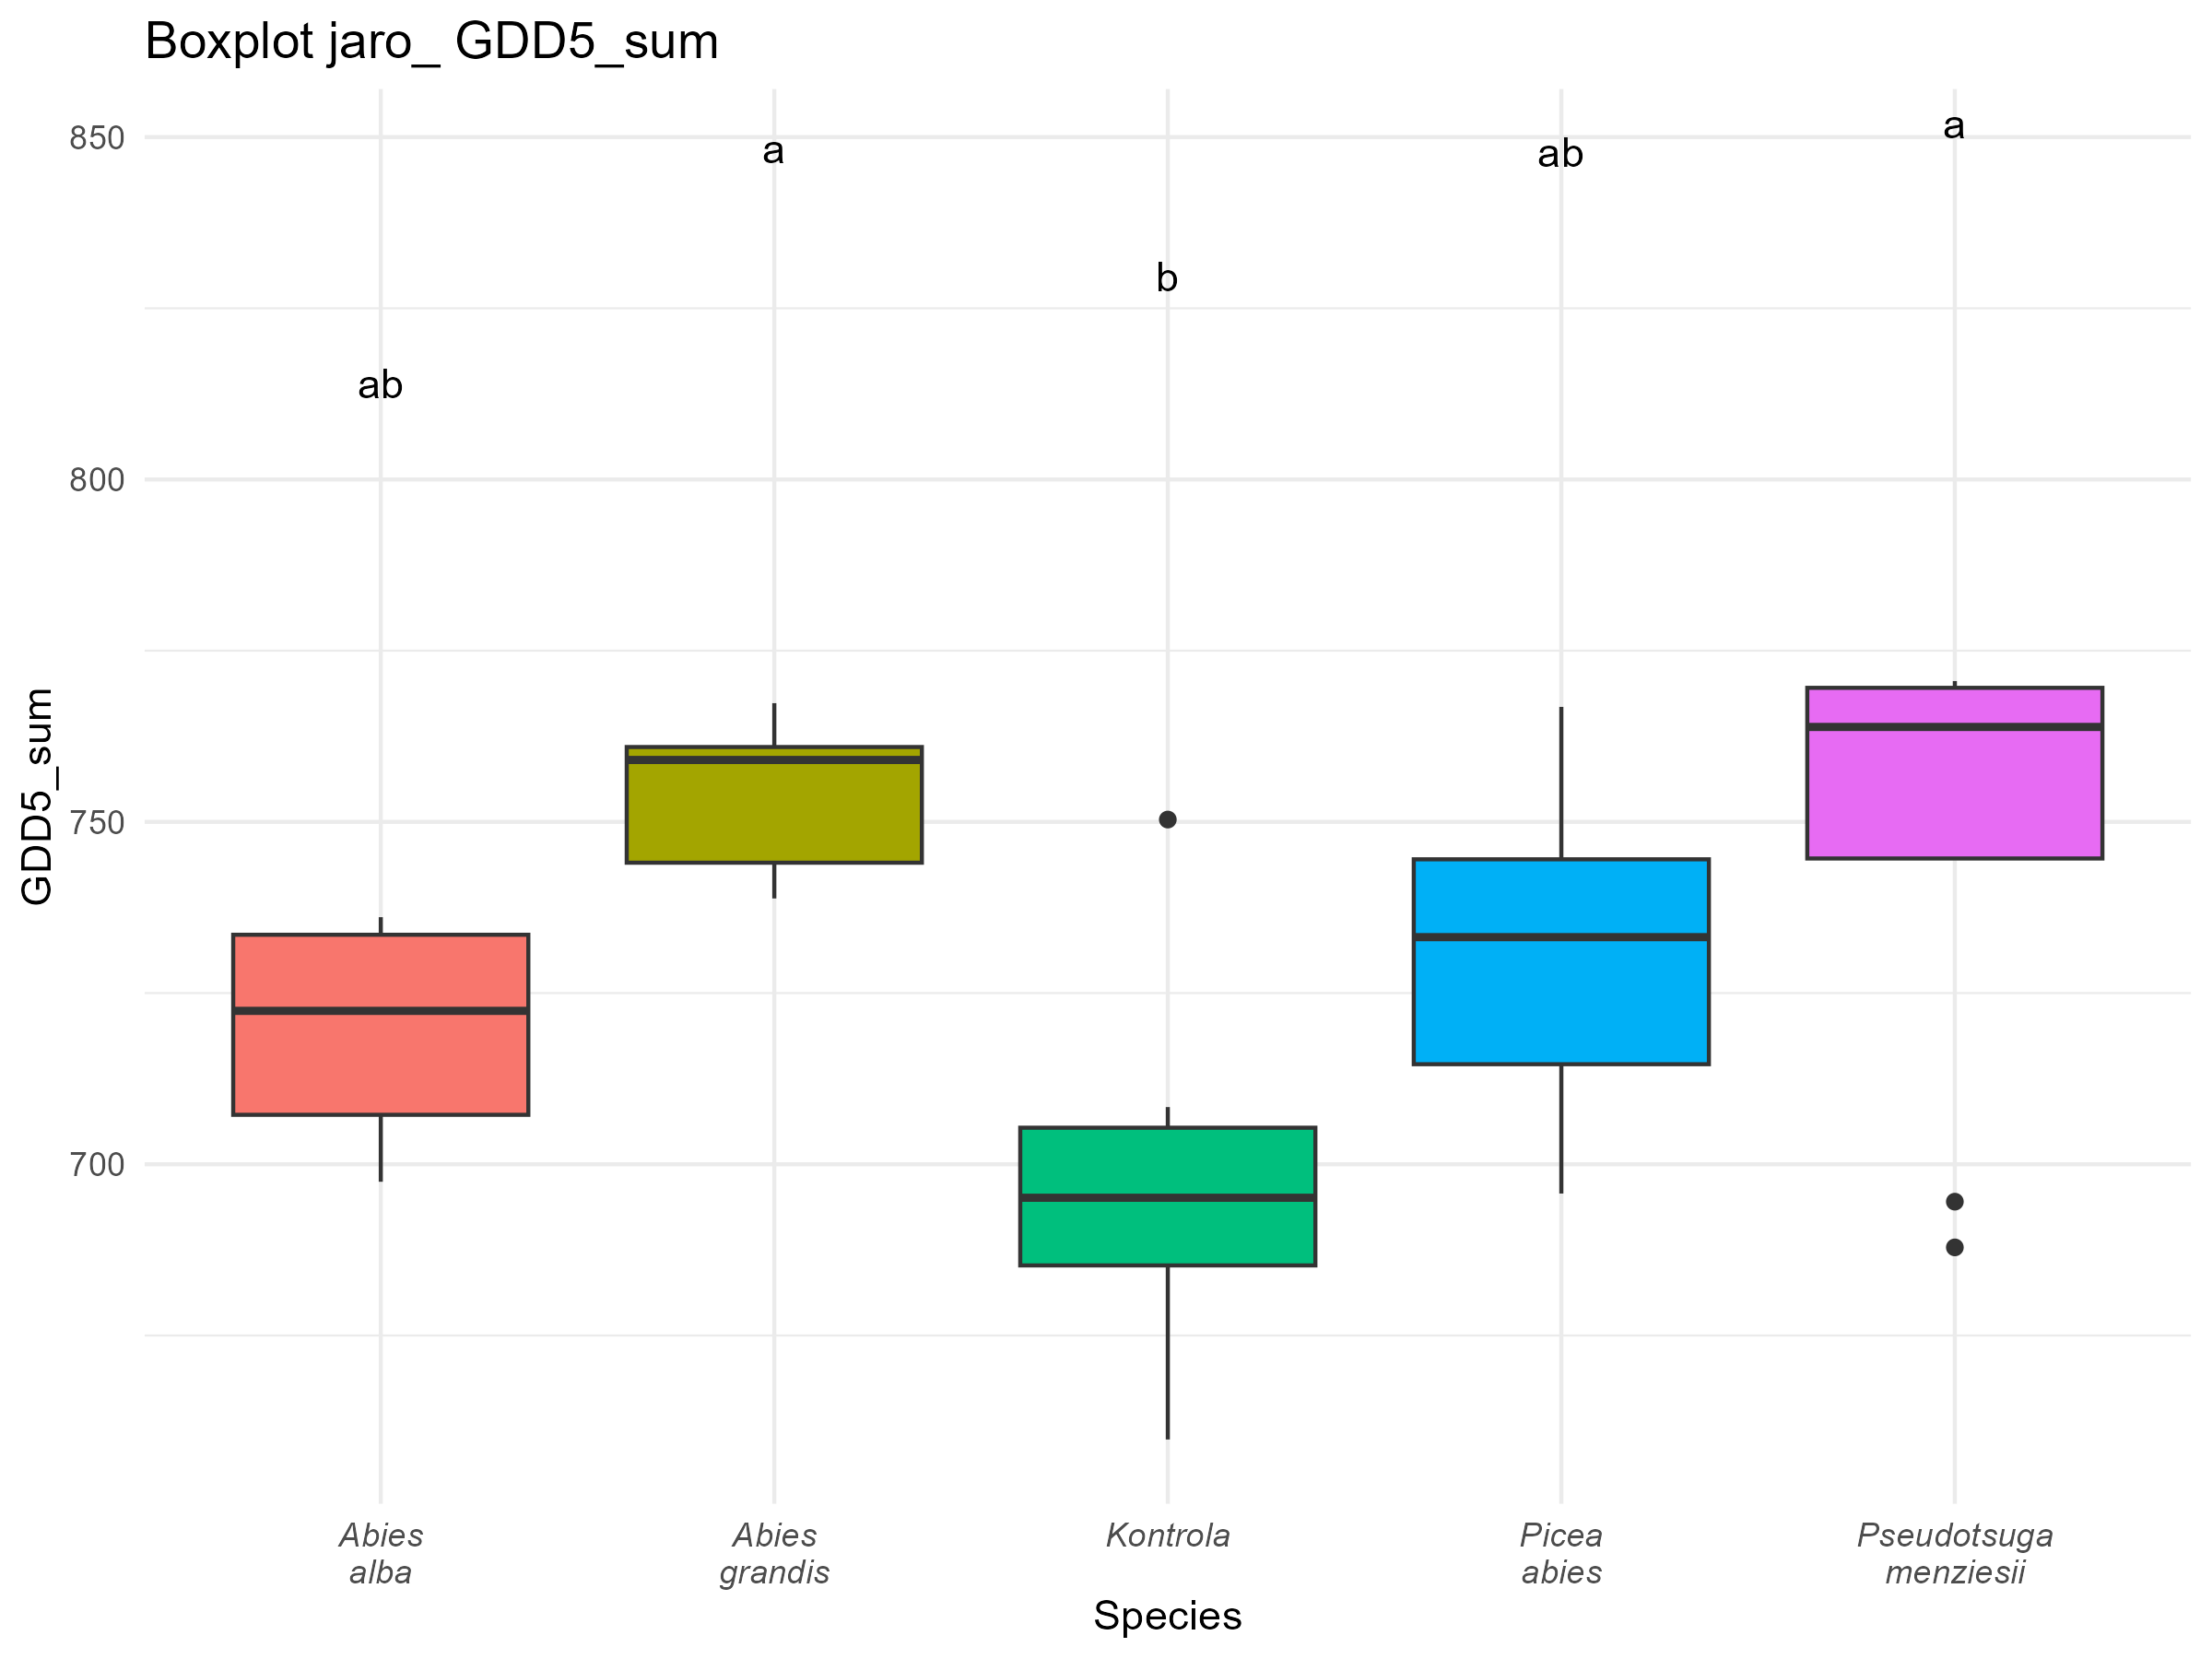 Boxplot jaro_ GDD5_sum
850
800
750
700
GDD5_sum
ab
a
b
ab
a
Abies
alba
Abies
grandis
Kontrola
Picea
abies
Pseudotsuga
menziesii
Species